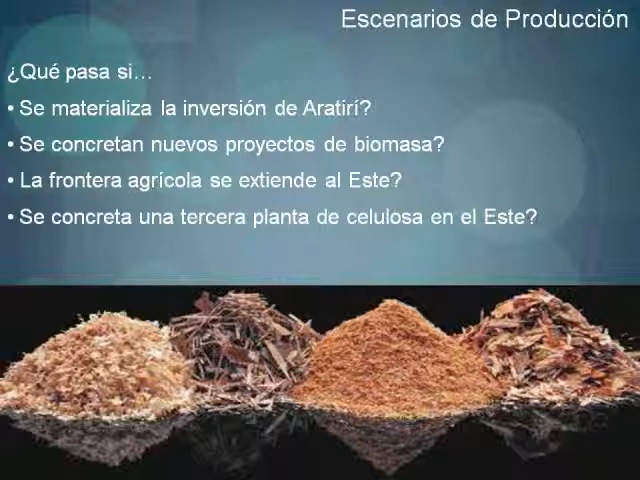 Escenarios de Producción
¿Qué pasa si…
• Se materializa la inversión de Aratirí?
• Se concretan nuevos proyectos de biomasa?
• La frontera agrícola se extiende al Este?
• Se concreta una tercera planta de celulosa en el Este?